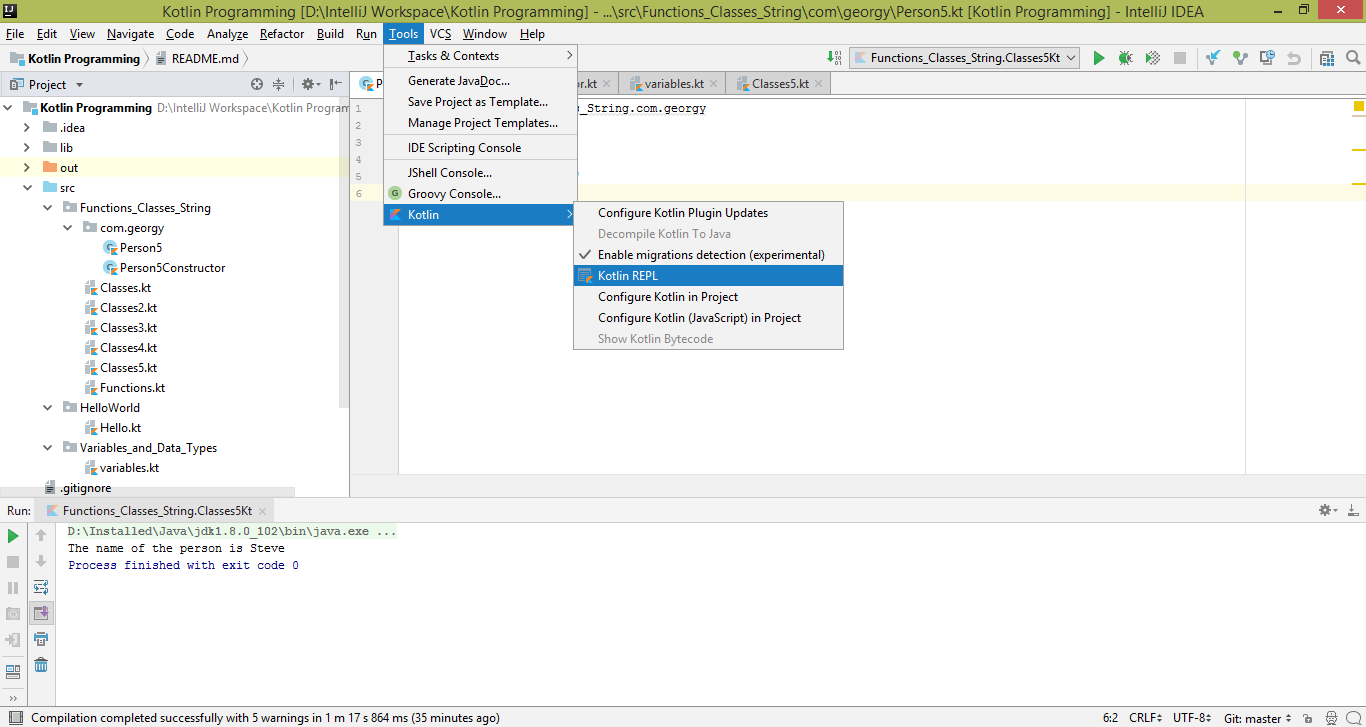 Kotlin Programming [D:\IntelliJ Workspace\Kotlin Programming] - ...\src\Functions_Classes_String\com\georgy\Person5.kt [Kotlin Programming] - IntelliJ IDEA
File Edit View Navigate Code Analyze Refactor Build Run Tools VCS Window Help
Kotlin Programming README.md Functions_Classes_String.Classes5Kt
Project
or.kt variables.kt Classes5.kt
Kotlin Programming D:\IntelliJ Workspace\Kotlin Program
.idea
lib
out
src
Functions_Classes_String
com.georgy
Person5
Person5Constructor
Classes.kt
Classes2.kt
Classes3.kt
Classes4.kt
Classes5.kt
Functions.kt
HelloWorld
Hello.kt
Variables_and_Data_Types
variables.kt
.gitignore
1 s_String.com.georgy
2
3
4
5
6
Tasks & Contexts
Generate JavaDoc...
Save Project as Template...
Manage Project Templates...
IDE Scripting Console
JShell Console...
Groovy Console...
Kotlin
Configure Kotlin Plugin Updates
Decompile Kotlin To Java
Enable migrations detection (experimental)
Kotlin REPL
Configure Kotlin in Project
Configure Kotlin (JavaScript) in Project
Show Kotlin Bytecode
Run: Functions_Classes_String.Classes5Kt
D:\Installed\Java\jdk1.8.0_102\bin\java.exe ...
The name of the person is Steve
Process finished with exit code 0
Compilation completed successfully with 5 warnings in 1 m 17 s 864 ms (35 minutes ago) 6:2 CRLF UTF-8 Git: master